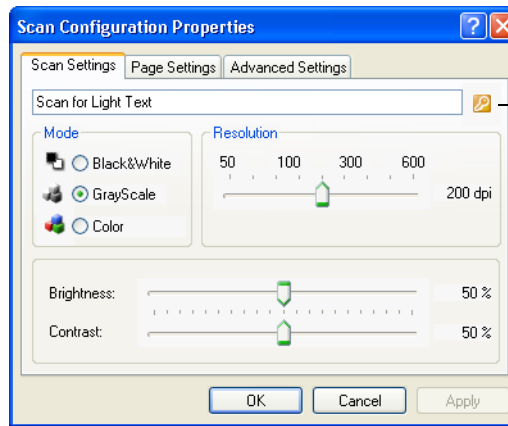 Scan Configuration Properties
Scan Settings Page Settings Advanced Settings
Scan for Light Text
Mode Resolution
Black&White 50 100 300 600
GrayScale 200 dpi
Color
Brightness: 50 %
Contrast: 50 %
OK Cancel Apply